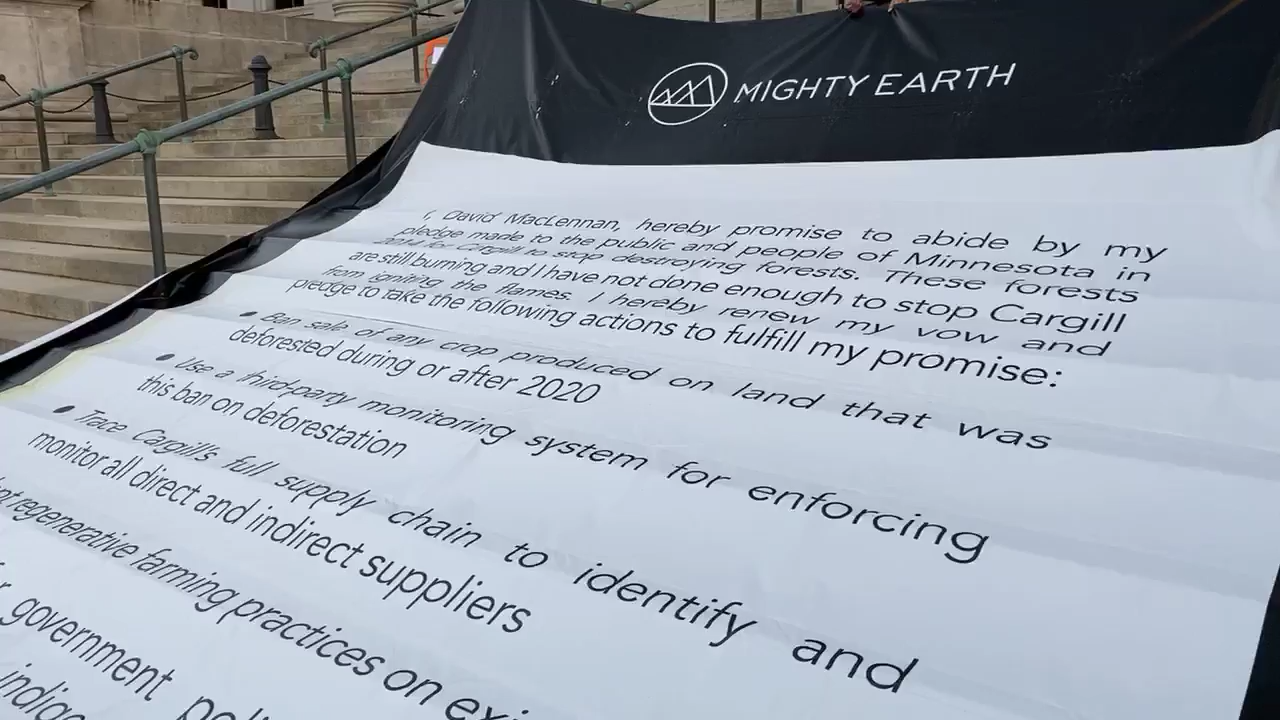 MIGHTY EARTH
I, David MacLennan, hereby promise to abide by my
pledge made to the public and people of Minnesota in
2014 for Cargill to stop destroying forests. These forests
are still burning and I have not done enough to stop Cargill
from igniting the flames. I hereby renew my vow and
pledge to take the following actions to fulfill my promise:
• Ban sale of any crop produced on land that was
deforested during or after 2020
• Use a third-party monitoring system for enforcing
this ban on deforestation
• Trace Cargill's full supply chain to identify and
monitor all direct and indirect suppliers
regenerative farming practices on
government